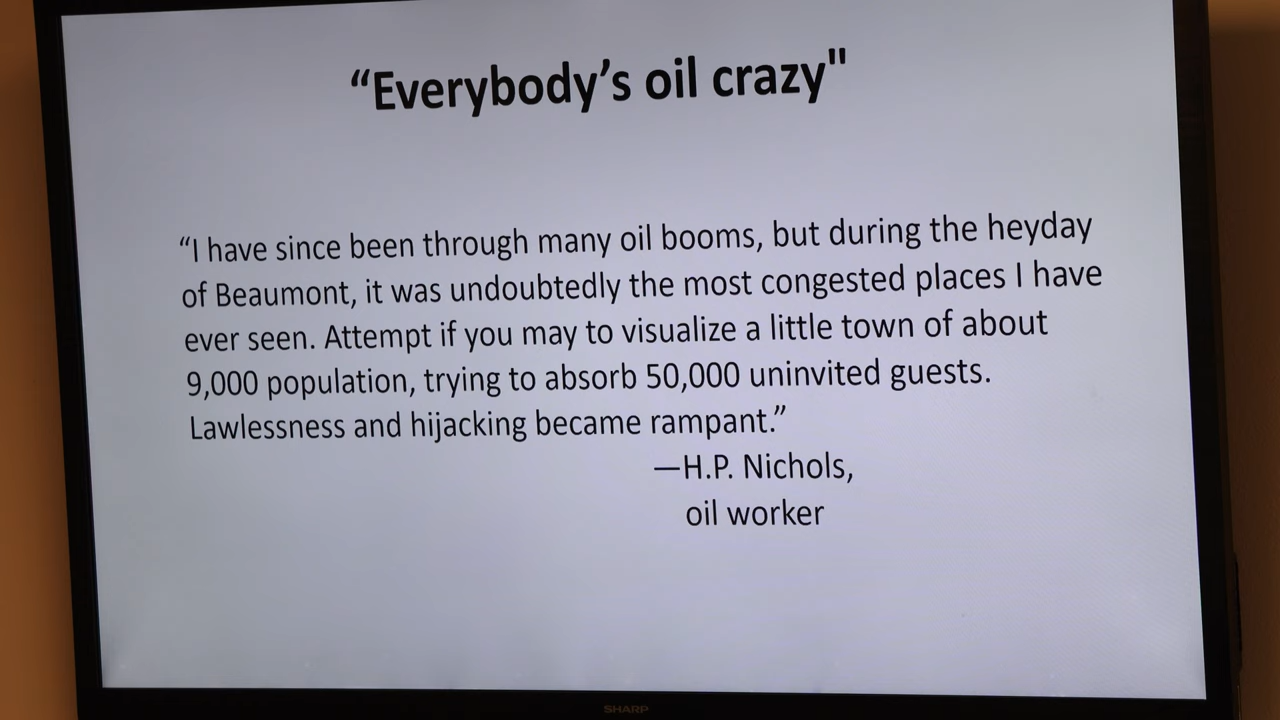 “Everybody’s oil crazy"
“I have since been through many oil booms, but during the heyday
of Beaumont, it was undoubtedly the most congested places I have
ever seen. Attempt if you may to visualize a little town of about
9,000 population, trying to absorb 50,000 uninvited guests.
Lawlessness and hijacking became rampant.”
—H.P. Nichols,
oil worker
SHARP